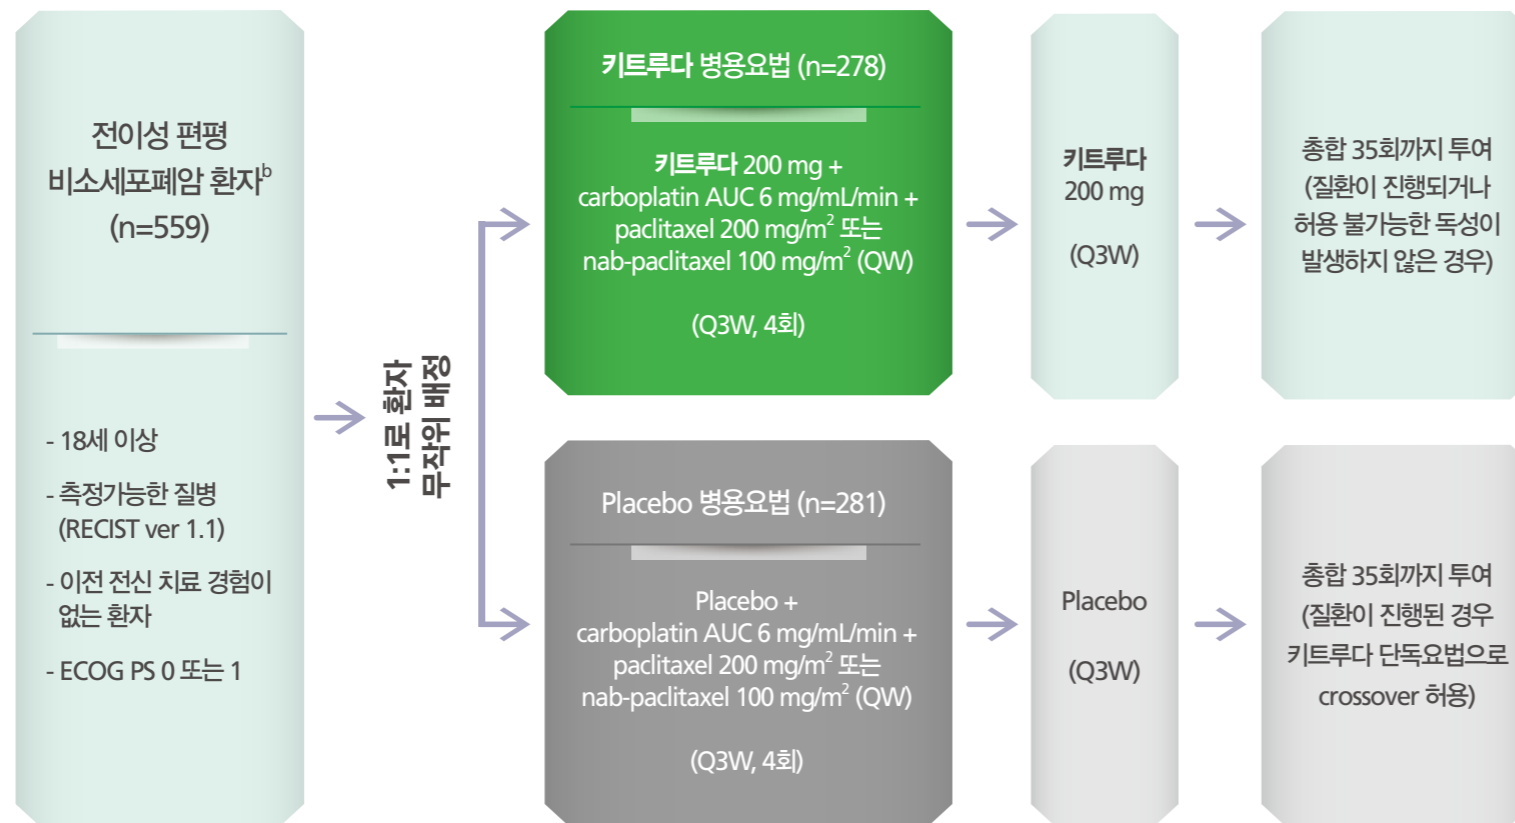 전이성 편평
비소세포폐암 환자b
(n=559)
- 18세 이상
- 측정가능한 질병
(RECIST ver 1.1)
- 이전 전신 치료 경험이
없는 환자
- ECOG PS 0 또는 1
1:1로 환자
무작위 배정
키트루다 병용요법 (n=278)
키트루다 200 mg +
carboplatin AUC 6 mg/mL/min +
paclitaxel 200 mg/m² 또는
nab-paclitaxel 100 mg/m² (QW)
(Q3W, 4회)
키트루다
200 mg
(Q3W)
총합 35회까지 투여
(질환이 진행되거나
허용 불가능한 독성이
발생하지 않은 경우)
Placebo 병용요법 (n=281)
Placebo +
carboplatin AUC 6 mg/mL/min +
paclitaxel 200 mg/m² 또는
nab-paclitaxel 100 mg/m² (QW)
(Q3W, 4회)
Placebo
(Q3W)
총합 35회까지 투여
(질환이 진행된 경우
키트루다 단독요법으로
crossover 허용)